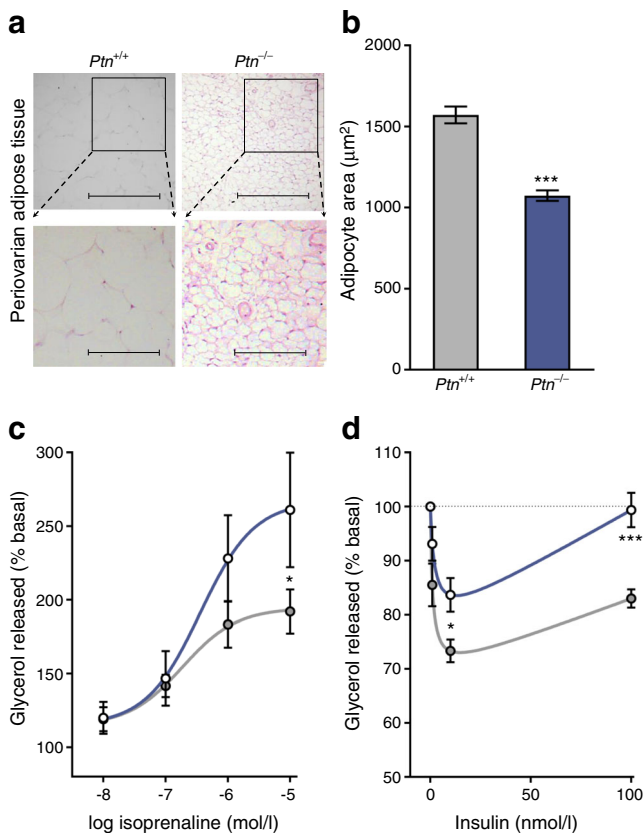 a
Ptn+/+
Ptn−/−
Periovarian adipose tissue
b
2000
1500
1000
500
0
Adipocyte area (μm²)
***
Ptn+/+
Ptn−/−
c
300
250
200
150
100
Glycerol released (% basal)
*
-8
-7
-6
-5
log isoprenaline (mol/l)
d
110
100
90
80
70
60
50
Glycerol released (% basal)
*
***
0
50
100
Insulin (nmol/l)